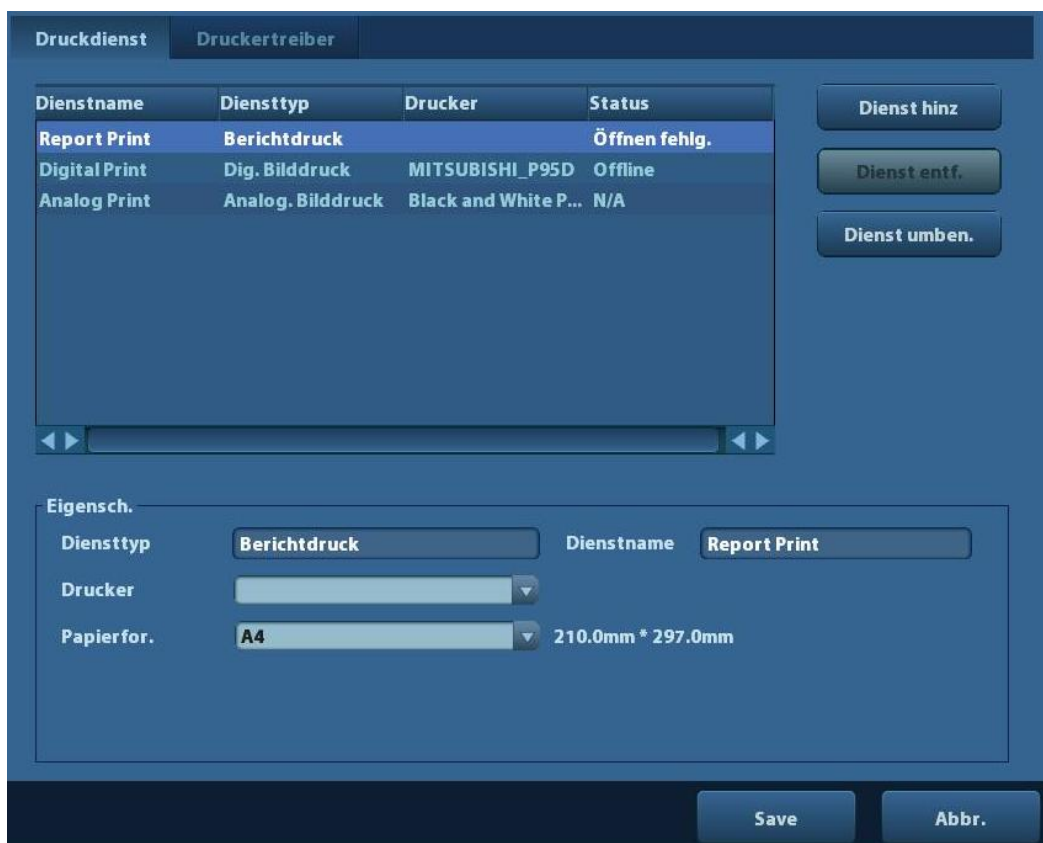 Druckdienst Druckertreiber
Dienstname Diensttyp Drucker Status
Dienst hinz
Report Print Berichtdruck Öffnen fehlg.
Digital Print Dig. Bilddruck MITSUBISHI_P95D Offline
Dienst entf.
Analog Print Analog. Bilddruck Black and White P... N/A
Dienst umben.
Eigensch.
Diensttyp Berichtdruck Dienstname Report Print
Drucker
Papierfor. A4 210.0mm * 297.0mm
Save Abbr.